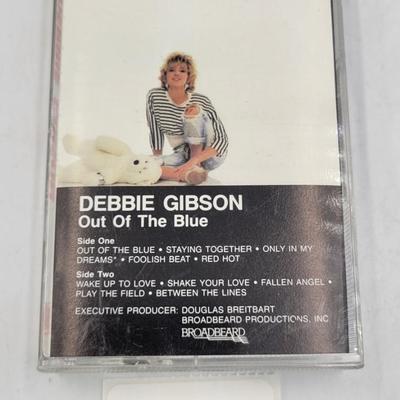 DEBBIE GIBSON
Out Of The Blue
Side One
OUT OF THE BLUE • STAYING TOGETHER • ONLY IN MY
DREAMS* • FOOLISH BEAT • RED HOT
Side Two
WAKE UP TO LOVE • SHAKE YOUR LOVE • FALLEN ANGEL •
PLAY THE FIELD • BETWEEN THE LINES
EXECUTIVE PRODUCER: DOUGLAS BREITBART
BROADBEARD PRODUCTIONS, INC
BROADBEARD